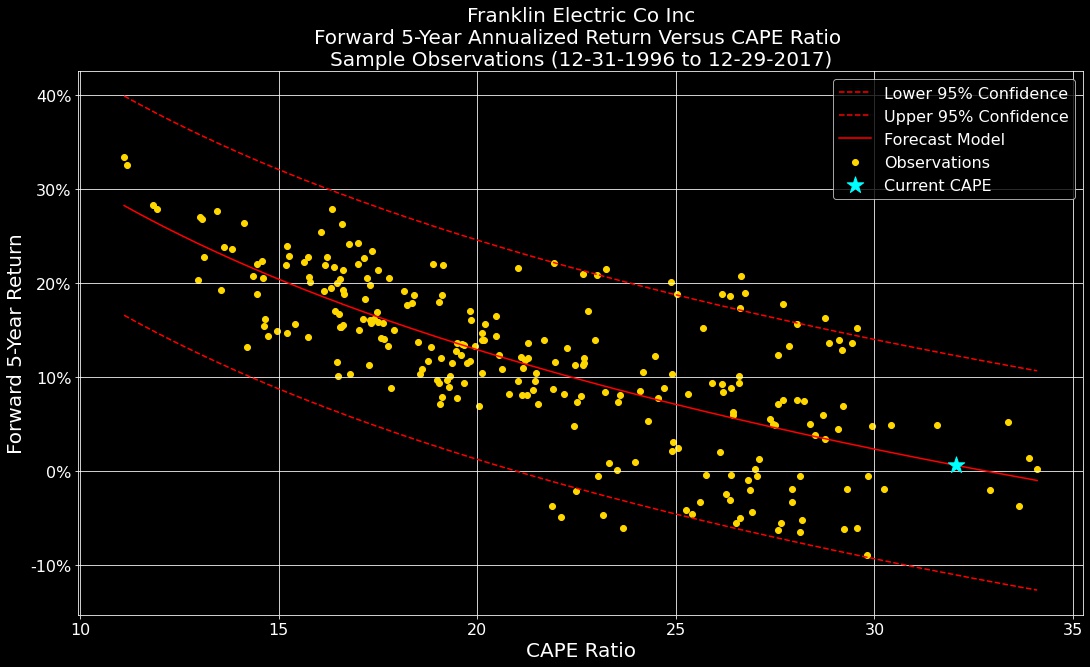 Franklin Electric Co Inc
Forward 5-Year Annualized Return Versus CAPE Ratio
Sample Observations (12-31-1996 to 12-29-2017)
Lower 95% Confidence
Upper 95% Confidence
Forecast Model
Observations
Current CAPE
Forward 5-Year Return
40%
30%
20%
10%
0%
-10%
10
15
20
25
30
35
CAPE Ratio